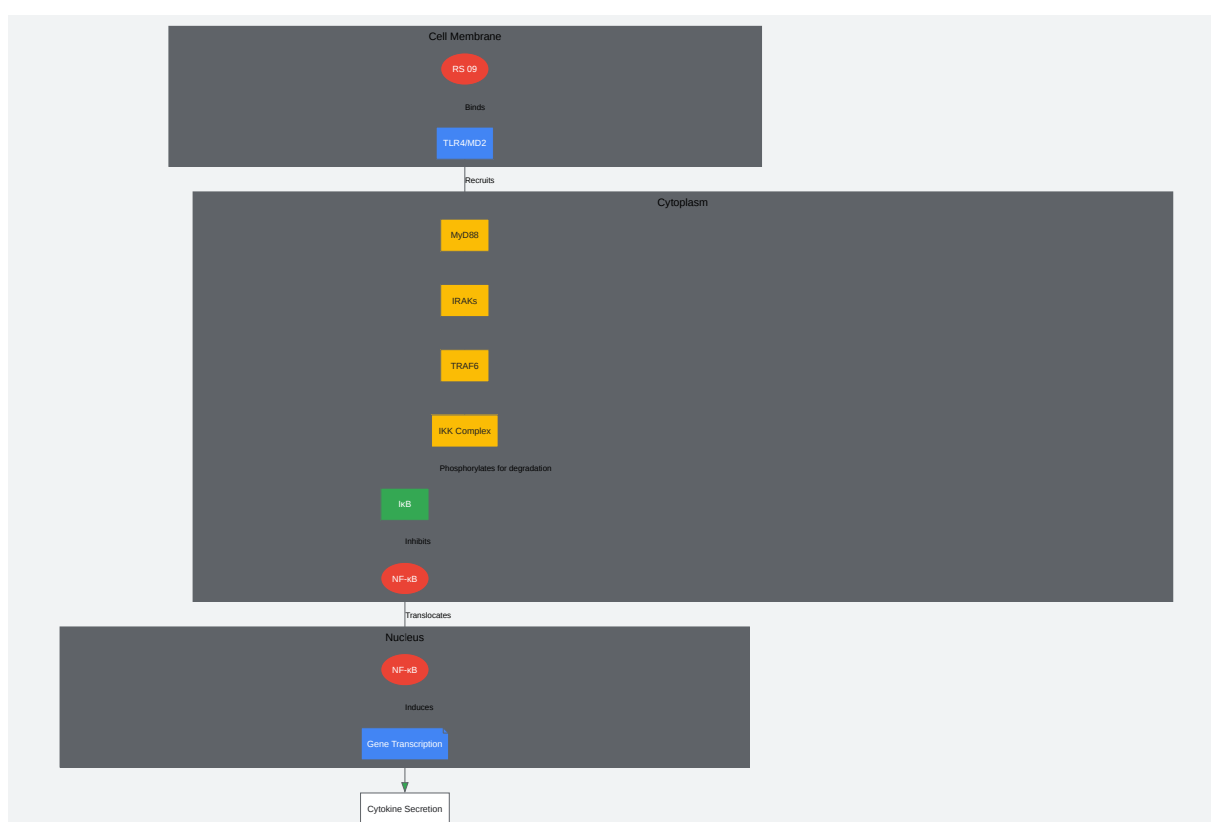 Cell Membrane
RS 09
Binds
TLR4/MD2
Recruits
Cytoplasm
MyD88
IRAKs
TRAF6
IKK Complex
Phosphorylates for degradation
IκB
Inhibits
NF-κB
Translocates
Nucleus
NF-κB
Induces
Gene Transcription
Cytokine Secretion